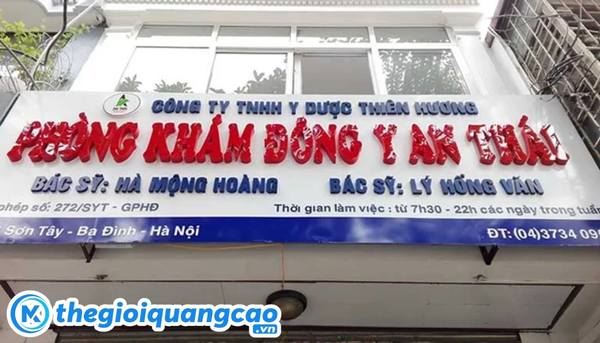 CÔNG TY TNHH Y DƯỢC THIÊN HƯƠNG
PHÒNG KHÁM ĐÔNG Y AN THÁI
BÁC SỸ: HÀ MỘNG HOÀNG BÁC SỸ: LÝ HỒNG VĂN
phép số: 272/SYT - GPHĐ Thời gian làm việc : từ 7h30 - 22h các ngày trong tuần
Sơn Tây - Ba Đình - Hà Nội ĐT: (04)3734 09
thegioiquangcao
.vn